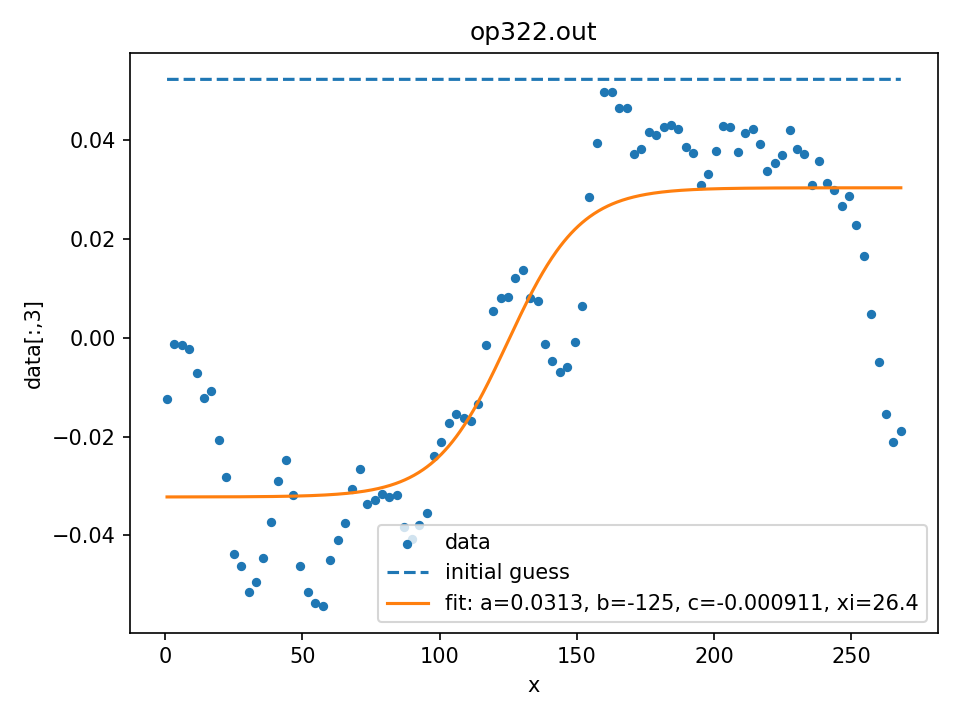 op322.out
data[:,3]
0.04
0.02
0.00
−0.02
−0.04
data
initial guess
fit: a=0.0313, b=-125, c=-0.000911, xi=26.4
0 50 100 150 200 250
x